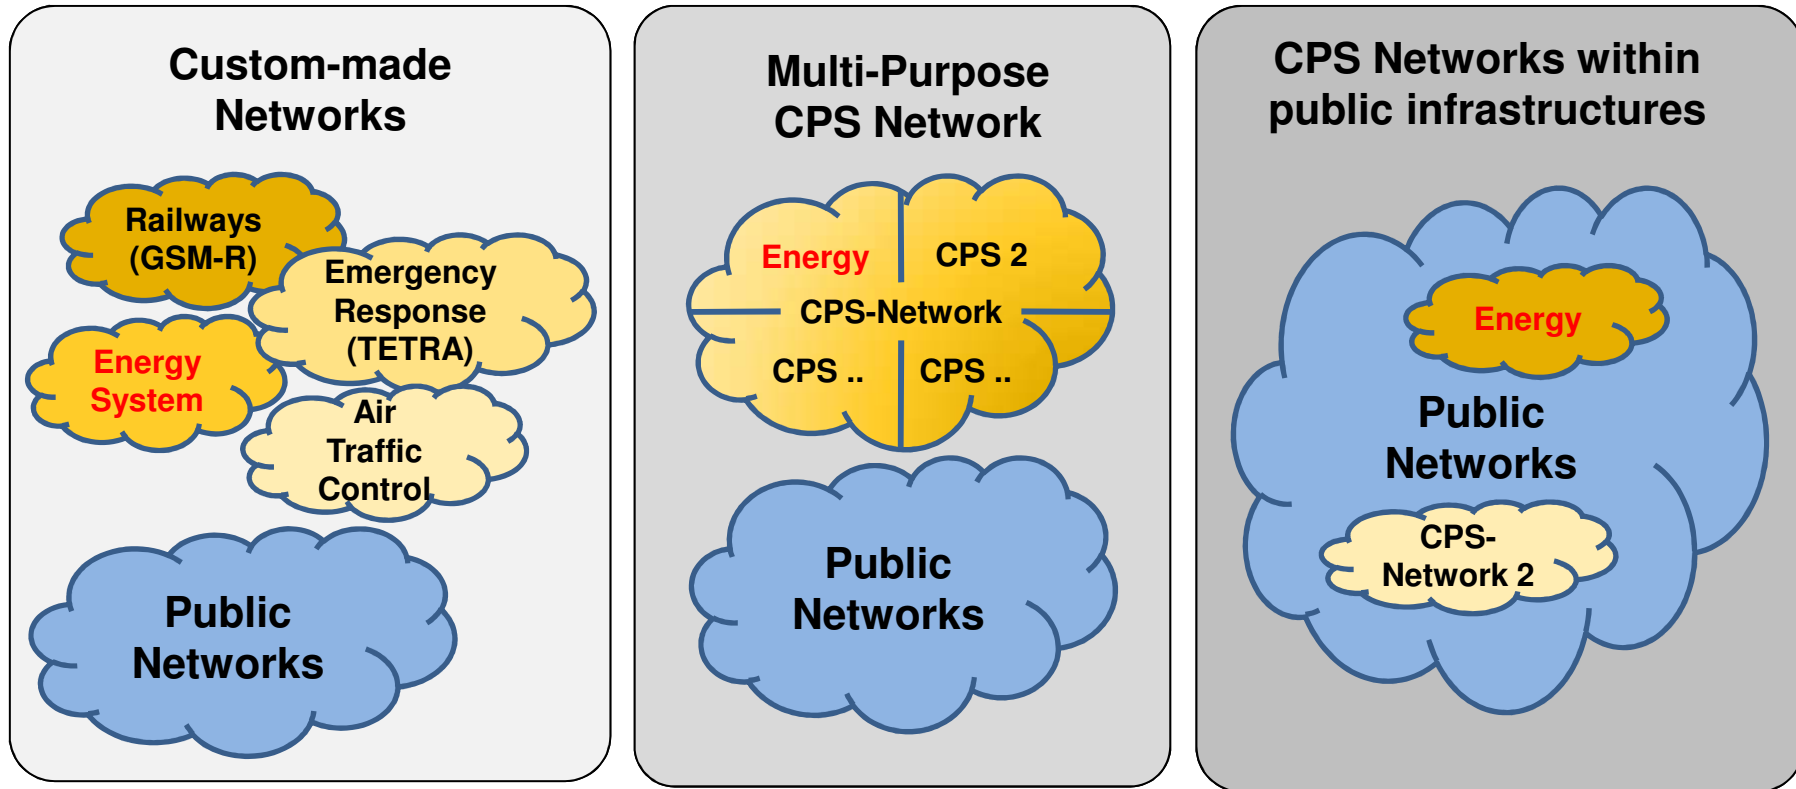 Custom-made
Networks
Railways
(GSM-R)
Emergency
Response
(TETRA)
Energy
System
Air
Traffic
Control
Public
Networks
Multi-Purpose
CPS Network
Energy
CPS 2
CPS-Network
CPS ..
CPS ..
Public
Networks
CPS Networks within
public infrastructures
Energy
Public
Networks
CPS-
Network 2